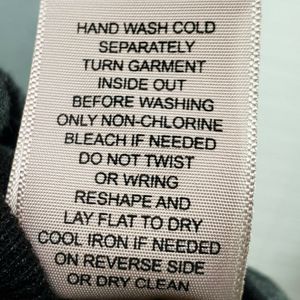 HAND WASH COLD
SEPARATELY
TURN GARMENT
INSIDE OUT
BEFORE WASHING
ONLY NON-CHLORINE
BLEACH IF NEEDED
DO NOT TWIST
OR WRING
RESHAPE AND
LAY FLAT TO DRY
COOL IRON IF NEEDED
ON REVERSE SIDE
OR DRY CLEAN